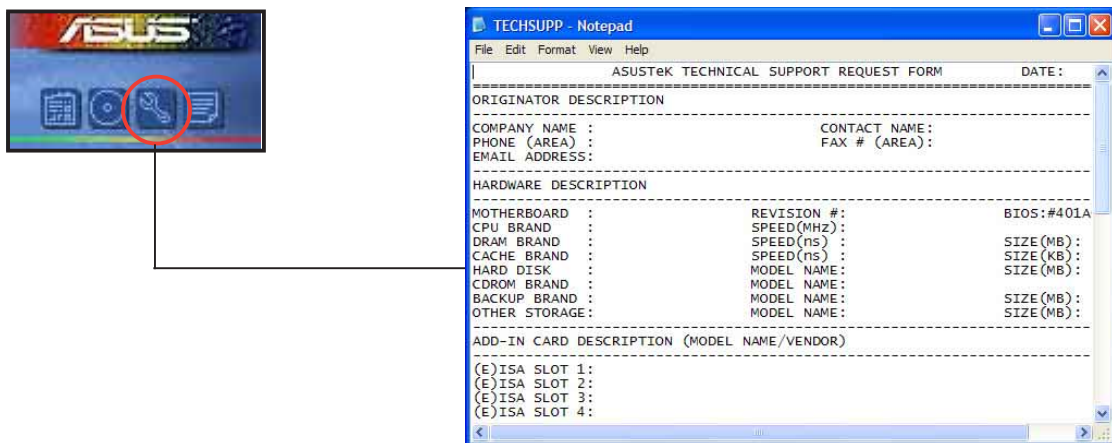 ASUS
TECHSUPP - Notepad
File Edit Format View Help
ASUSTeK TECHNICAL SUPPORT REQUEST FORM DATE:
==========================================================================
ORIGINATOR DESCRIPTION
--------------------------------------------------------------------------
COMPANY NAME : CONTACT NAME:
PHONE (AREA) : FAX # (AREA):
EMAIL ADDRESS:
--------------------------------------------------------------------------
HARDWARE DESCRIPTION
--------------------------------------------------------------------------
MOTHERBOARD : REVISION #: BIOS:#401A
CPU BRAND : SPEED(MHz):
DRAM BRAND : SPEED(ns) : SIZE(MB):
CACHE BRAND : SPEED(ns) : SIZE(KB):
HARD DISK : MODEL NAME: SIZE(MB):
CDROM BRAND : MODEL NAME:
BACKUP BRAND : MODEL NAME: SIZE(MB):
OTHER STORAGE: MODEL NAME: SIZE(MB):
--------------------------------------------------------------------------
ADD-IN CARD DESCRIPTION (MODEL NAME/VENDOR)
--------------------------------------------------------------------------
(E)ISA SLOT 1:
(E)ISA SLOT 2:
(E)ISA SLOT 3:
(E)ISA SLOT 4: